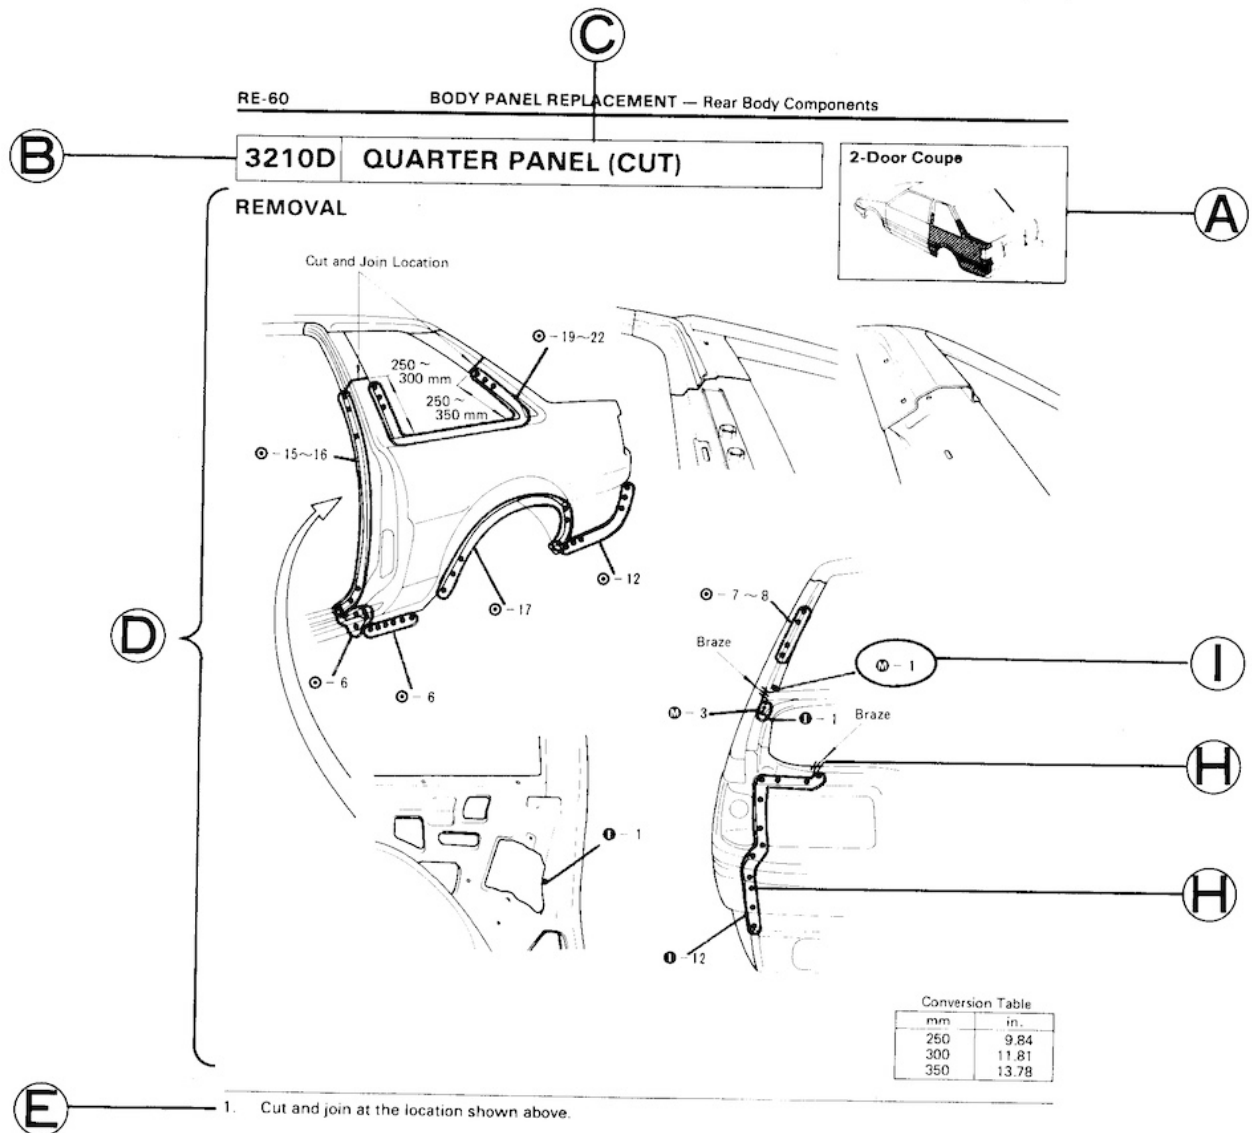 C
RE-60 BODY PANEL REPLACEMENT — Rear Body Components
B
3210D QUARTER PANEL (CUT)
2-Door Coupe
A
REMOVAL
Cut and Join Location
⊙ - 19~22
250 ~
300 mm
250 ~
350 mm
⊙ - 15~16
⊙ - 12
⊙ - 17
⊙ - 6
⊙ - 6
D
⊙ - 7~8
Braze
Ⓜ - 1
I
Ⓜ - 3
❶ - 1
Braze
H
❶ - 1
H
❶ - 12
Conversion Table
mm in.
250 9.84
300 11.81
350 13.78
E
1. Cut and join at the location shown above.